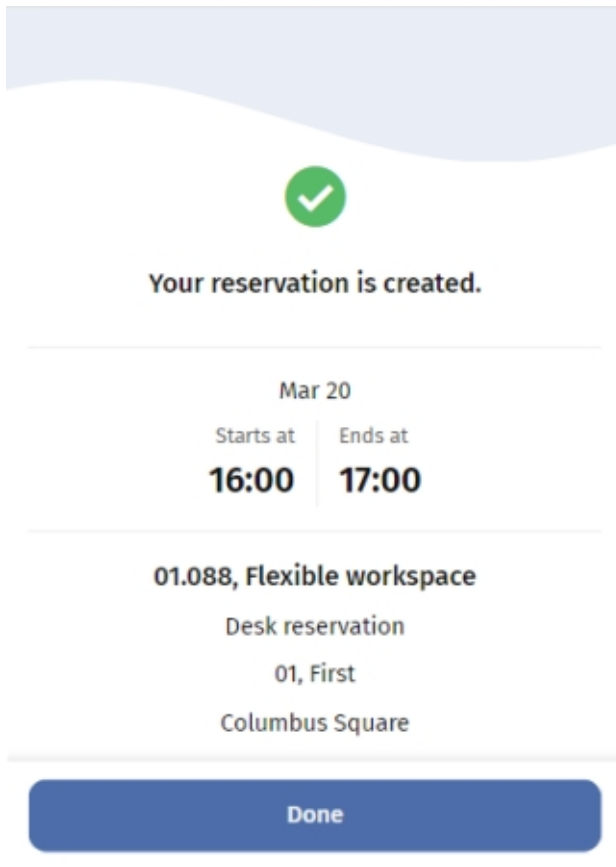 Your reservation is created.
Mar 20
Starts at
Ends at
16:00
17:00
01.088, Flexible workspace
Desk reservation
01, First
Columbus Square
Done